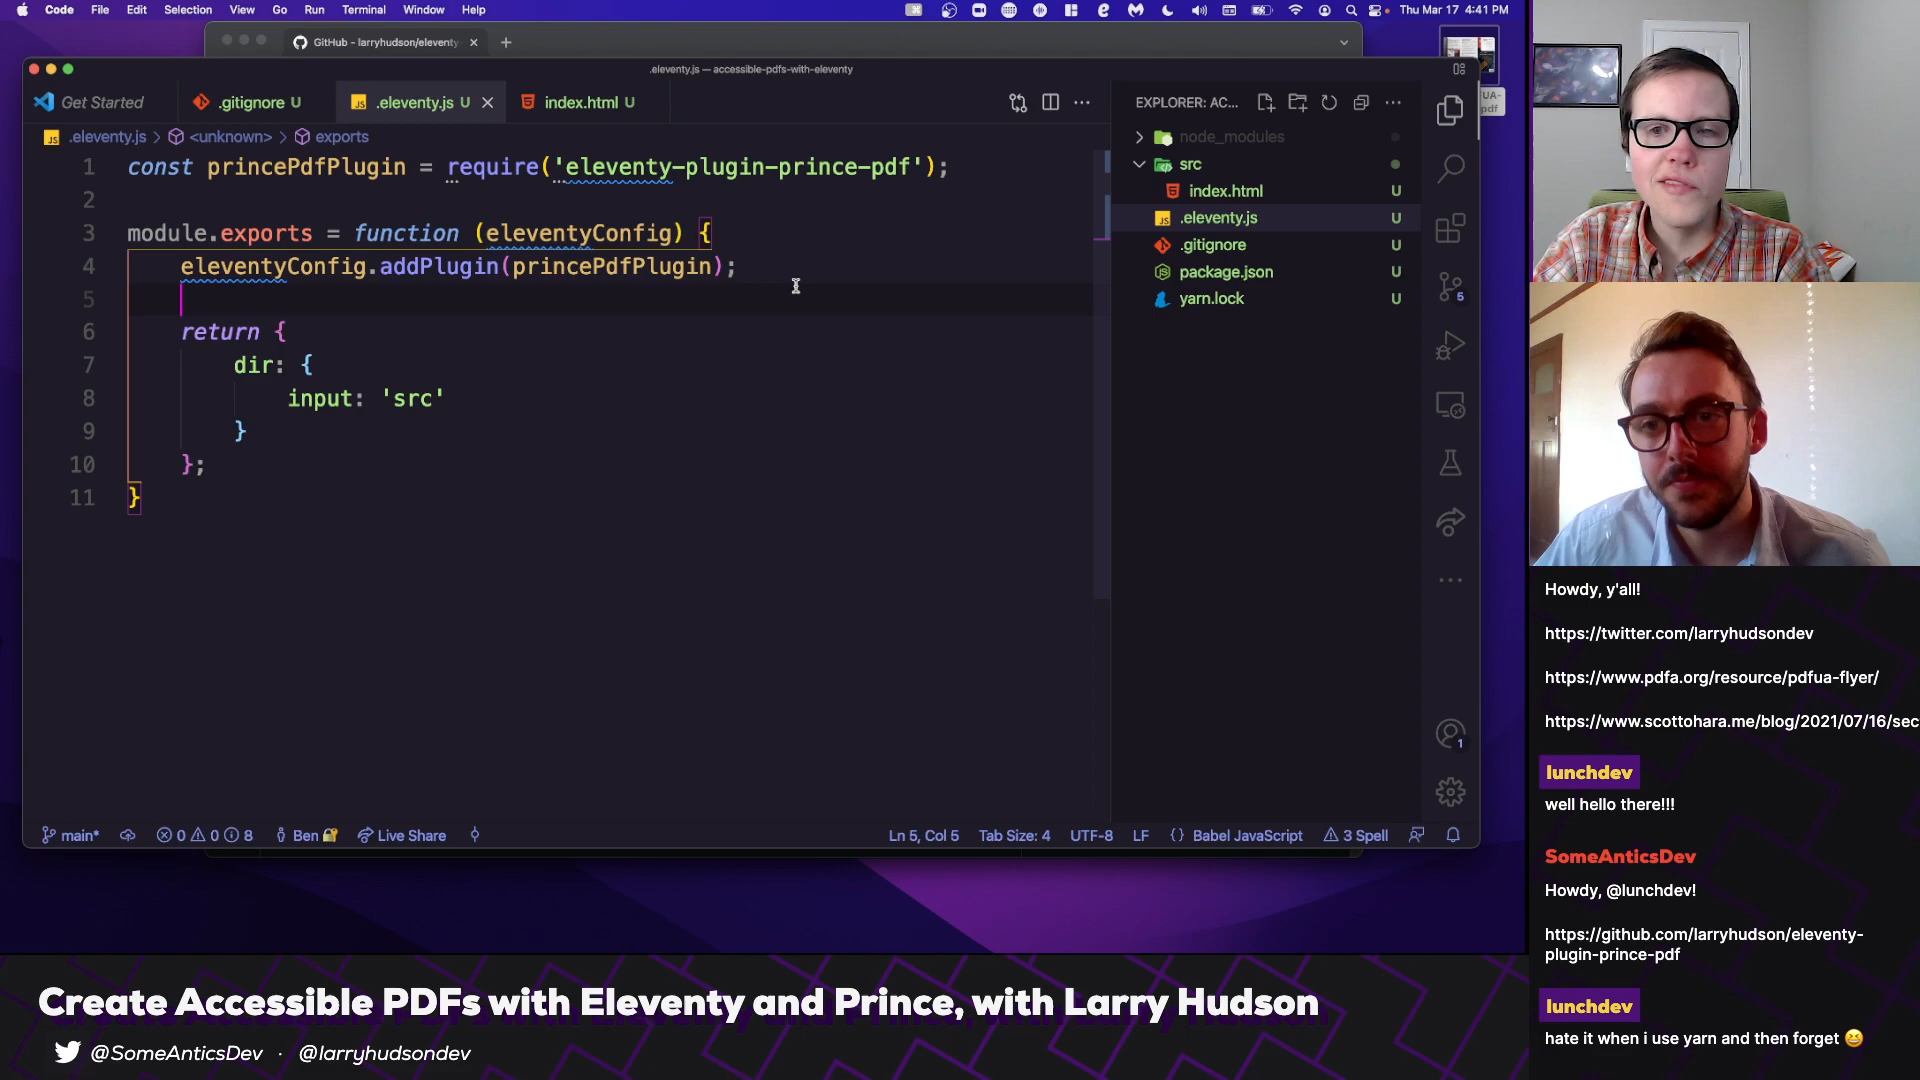 Code File Edit Selection View Go Run Terminal Window Help
Thu Mar 17 4:41 PM
GitHub - larryhudson/eleventy
.eleventy.js — accessible-pdfs-with-eleventy
Get Started
.gitignore U
.eleventy.js U
index.html U
.eleventy.js > <unknown> > exports
1 const princePdfPlugin = require('eleventy-plugin-prince-pdf');
2
3 module.exports = function (eleventyConfig) {
4 eleventyConfig.addPlugin(princePdfPlugin);
5
6 return {
7 dir: {
8 input: 'src'
9 }
10 };
11 }
EXPLORER: AC...
node_modules
src
index.html U
.eleventy.js U
.gitignore U
package.json U
yarn.lock U
5
1
UA-
pdf
main* 0 0 8 Ben Live Share
Ln 5, Col 5 Tab Size: 4 UTF-8 LF {} Babel JavaScript 3 Spell
Howdy, y'all!
https://twitter.com/larryhudsondev
https://www.pdfa.org/resource/pdfua-flyer/
https://www.scottohara.me/blog/2021/07/16/sec
lunchdev
well hello there!!!
SomeAnticsDev
Howdy, @lunchdev!
https://github.com/larryhudson/eleventy-
plugin-prince-pdf
lunchdev
hate it when i use yarn and then forget 😆
Create Accessible PDFs with Eleventy and Prince, with Larry Hudson
@SomeAnticsDev · @larryhudsondev